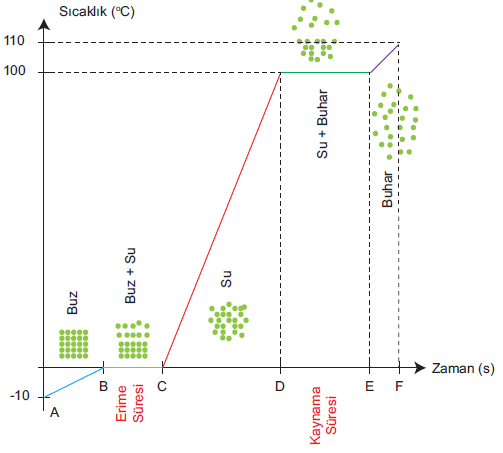 Sıcaklık (°C)
110
100
-10
Buz
Buz + Su
Su
Su + Buhar
Buhar
A
B
C
D
E
F
Zaman (s)
Erime
Süresi
Kaynama
Süresi